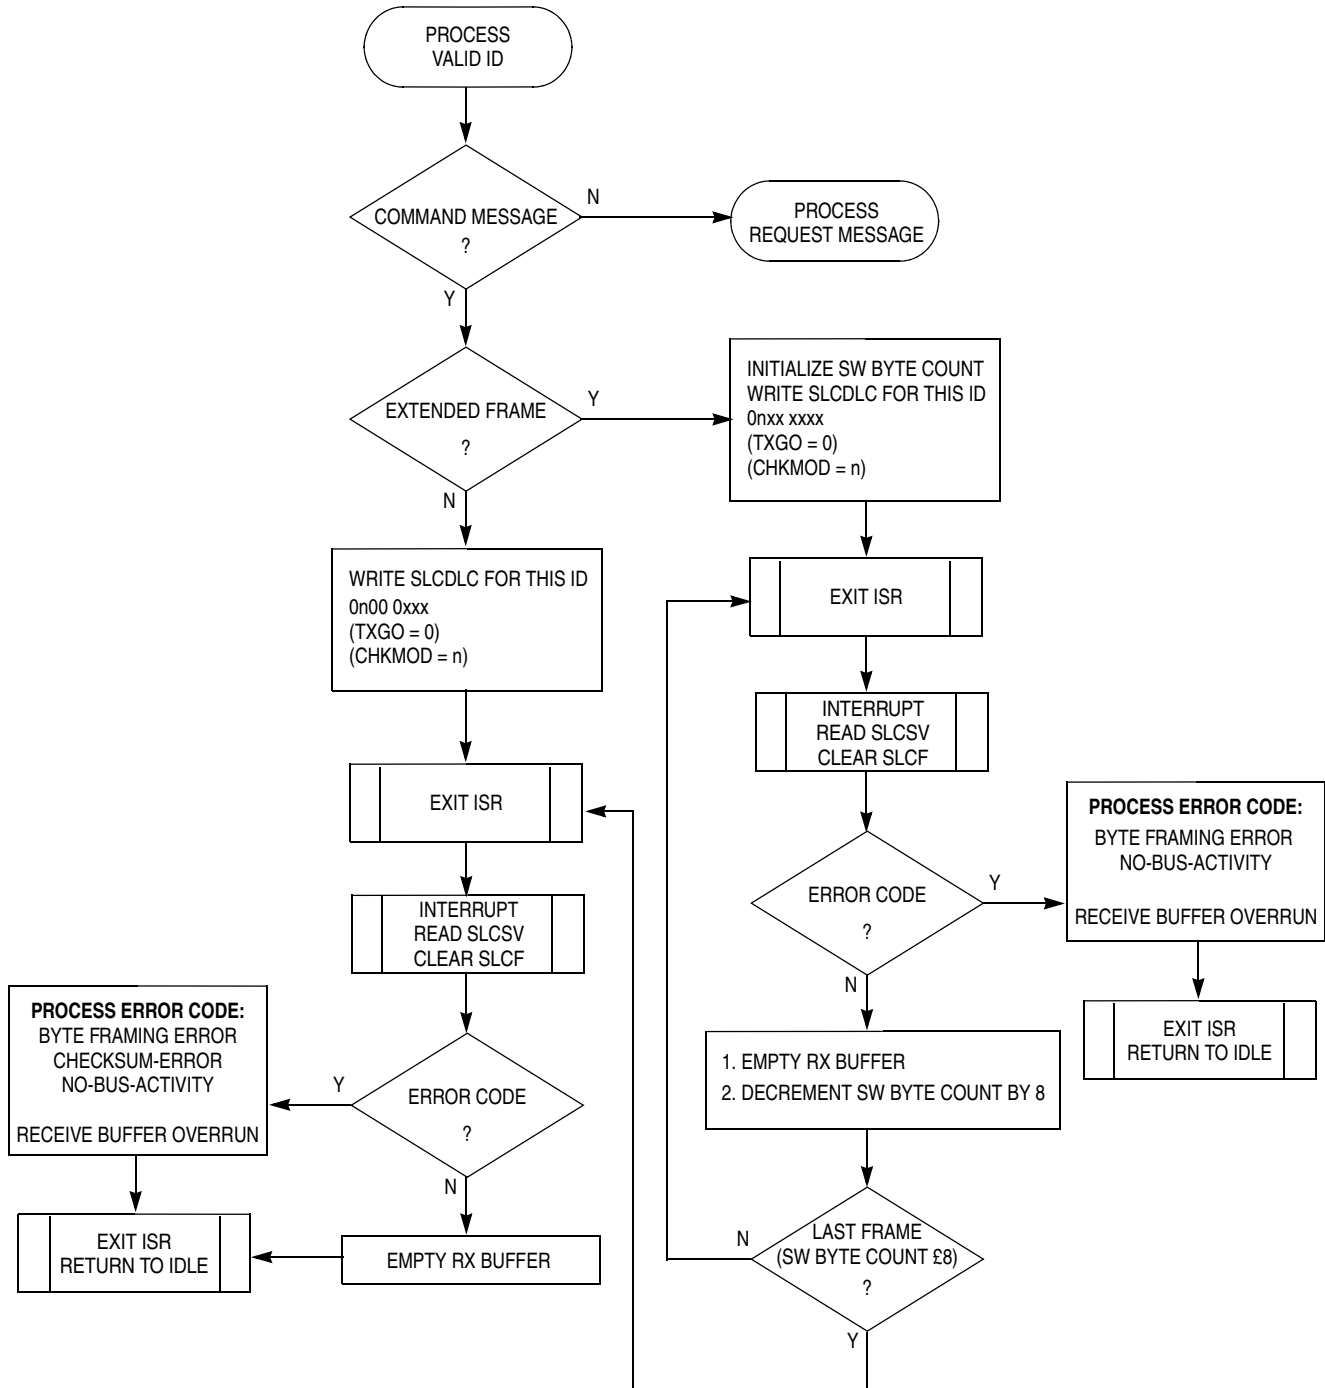 PROCESS
VALID ID
COMMAND MESSAGE
?
N
PROCESS
REQUEST MESSAGE
Y
EXTENDED FRAME
?
Y
INITIALIZE SW BYTE COUNT
WRITE SLCDLC FOR THIS ID
0nxx xxxx
(TXGO = 0)
(CHKMOD = n)
N
WRITE SLCDLC FOR THIS ID
0n00 0xxx
(TXGO = 0)
(CHKMOD = n)
EXIT ISR
INTERRUPT
READ SLCSV
CLEAR SLCF
EXIT ISR
INTERRUPT
READ SLCSV
CLEAR SLCF
ERROR CODE
?
Y
PROCESS ERROR CODE:
BYTE FRAMING ERROR
NO-BUS-ACTIVITY
RECEIVE BUFFER OVERRUN
EXIT ISR
RETURN TO IDLE
N
1. EMPTY RX BUFFER
2. DECREMENT SW BYTE COUNT BY 8
ERROR CODE
?
Y
PROCESS ERROR CODE:
BYTE FRAMING ERROR
CHECKSUM-ERROR
NO-BUS-ACTIVITY
RECEIVE BUFFER OVERRUN
N
EMPTY RX BUFFER
EXIT ISR
RETURN TO IDLE
LAST FRAME
(SW BYTE COUNT £8)
?
N
Y